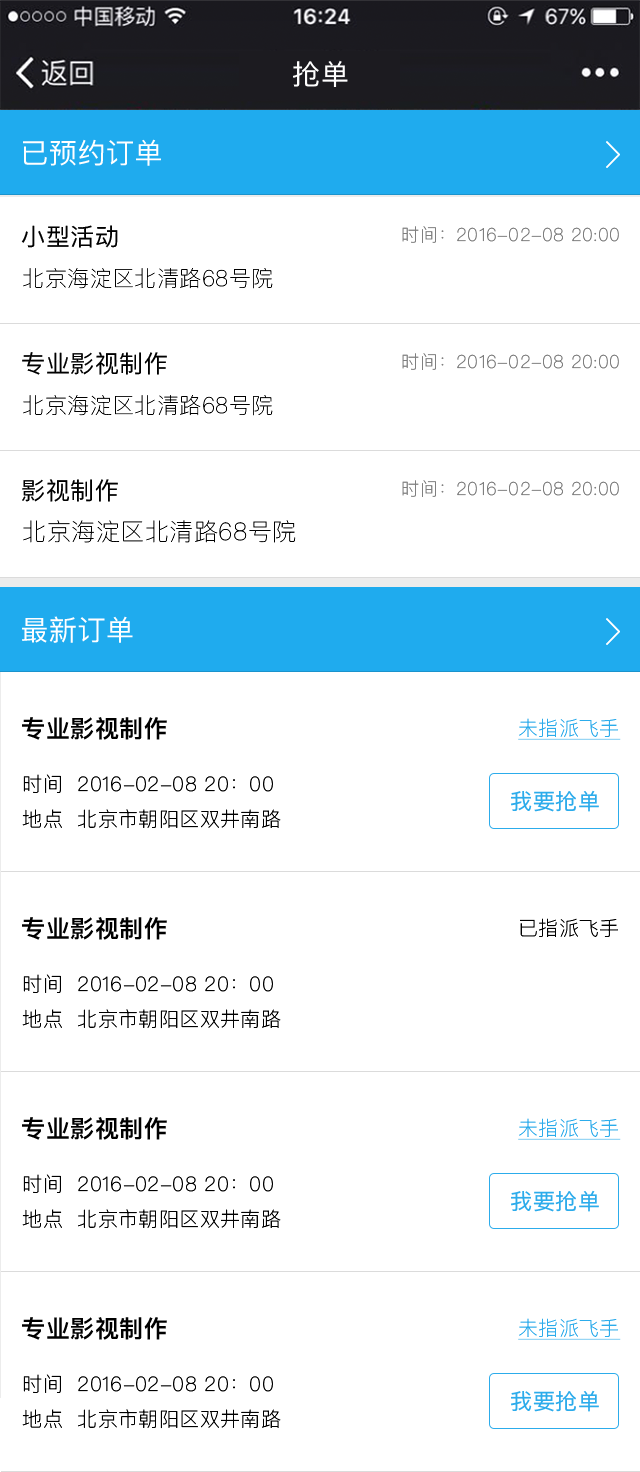 中国移动 16:24 67%
返回 抢单
已预约订单
小型活动 时间：2016-02-08 20:00
北京海淀区北清路68号院
专业影视制作 时间：2016-02-08 20:00
北京海淀区北清路68号院
影视制作 时间：2016-02-08 20:00
北京海淀区北清路68号院
最新订单
专业影视制作 未指派飞手
时间 2016-02-08 20：00
我要抢单
地点 北京市朝阳区双井南路
专业影视制作 已指派飞手
时间 2016-02-08 20：00
地点 北京市朝阳区双井南路
专业影视制作 未指派飞手
时间 2016-02-08 20：00
我要抢单
地点 北京市朝阳区双井南路
专业影视制作 未指派飞手
时间 2016-02-08 20：00
我要抢单
地点 北京市朝阳区双井南路